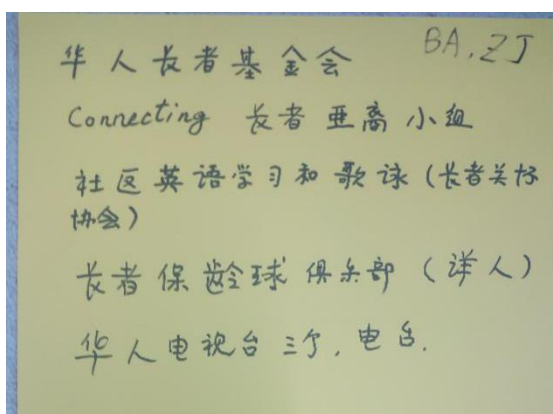 BA, ZJ
华人长者基金会
Connecting 长者亚裔小组
社区英语学习和歌咏(长者关怀
协会)
长者保龄球俱乐部(洋人)
华人电视台三个,电台.